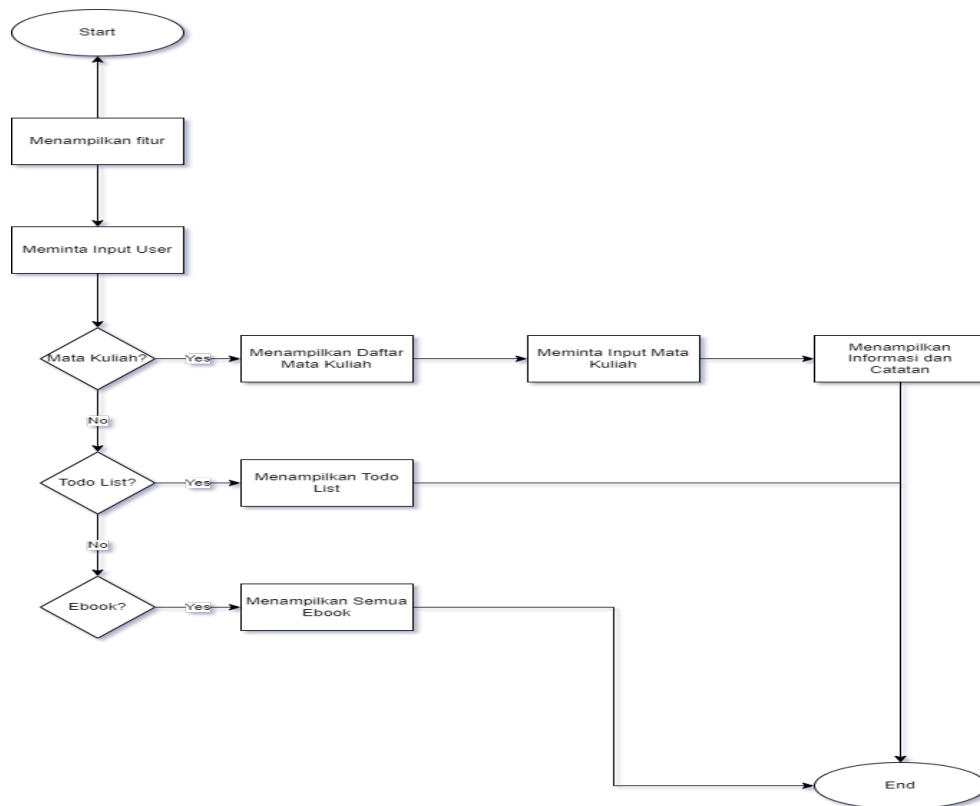 Start
Menampilkan fitur
Meminta Input User
Mata Kuliah?
Yes
Menampilkan Daftar
Mata Kuliah
Meminta Input Mata
Kuliah
Menampilkan
Informasi dan
Catatan
No
Todo List?
Yes
Menampilkan Todo
List
No
Ebook?
Yes
Menampilkan Semua
Ebook
End